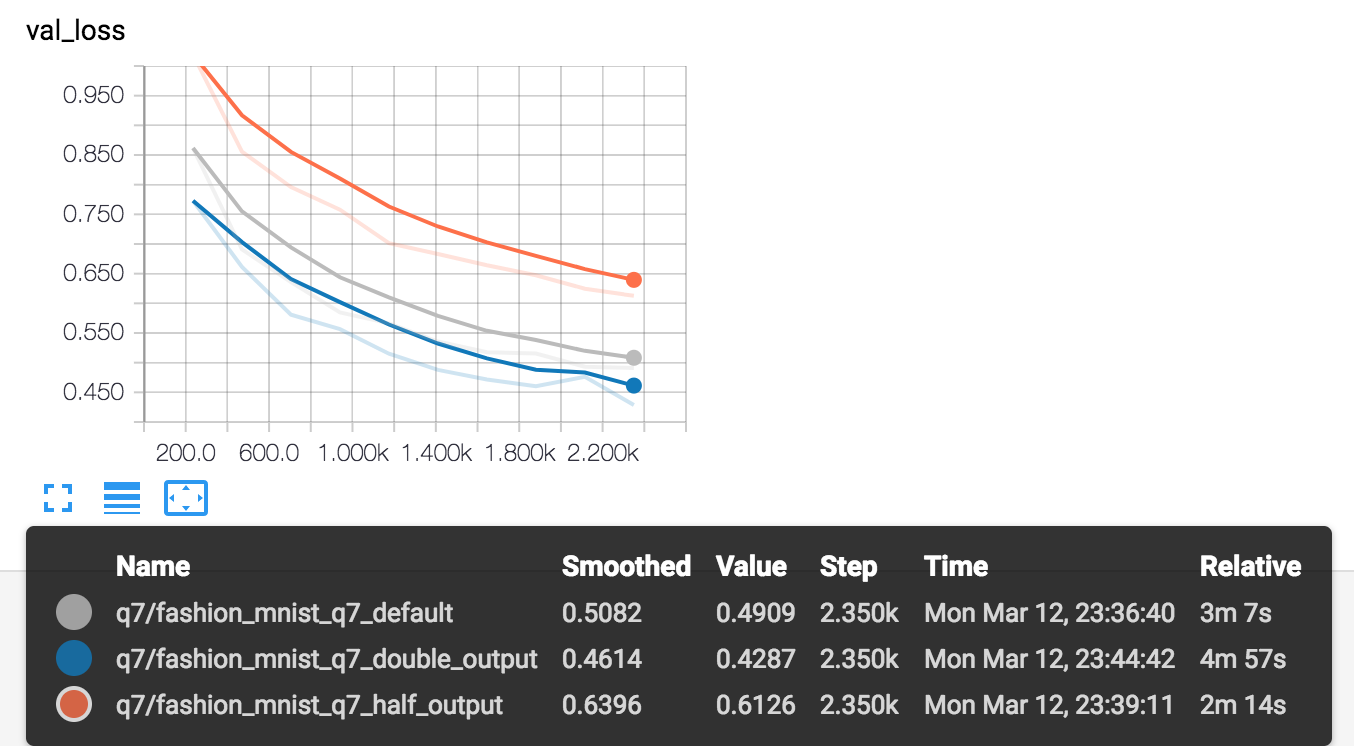 val_loss
0.950
0.850
0.750
0.650
0.550
0.450
200.0 600.0 1.000k 1.400k 1.800k 2.200k
Name Smoothed Value Step Time Relative
q7/fashion_mnist_q7_default 0.5082 0.4909 2.350k Mon Mar 12, 23:36:40 3m 7s
q7/fashion_mnist_q7_double_output 0.4614 0.4287 2.350k Mon Mar 12, 23:44:42 4m 57s
q7/fashion_mnist_q7_half_output 0.6396 0.6126 2.350k Mon Mar 12, 23:39:11 2m 14s